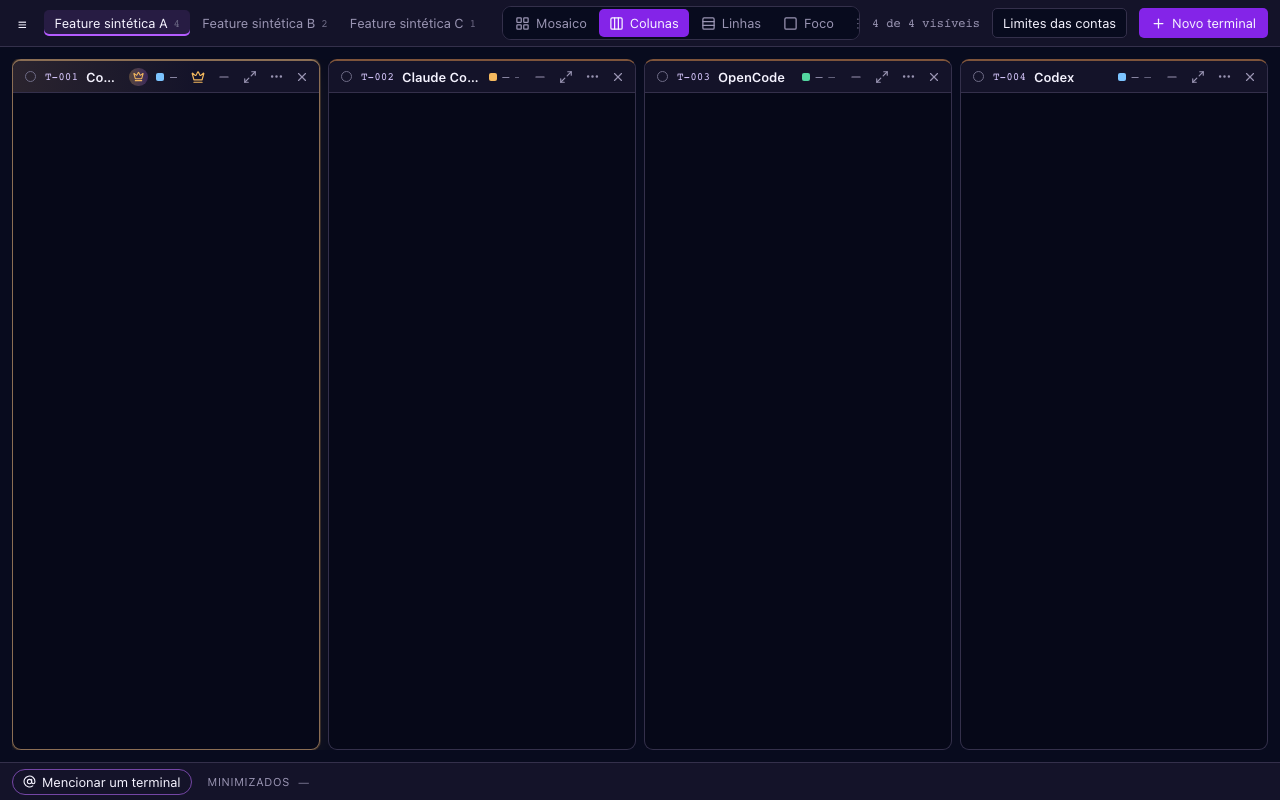 Feature sintética A 4 Feature sintética B 2 Feature sintética C 1 Mosaico Colunas Linhas Foco 4 de 4 visíveis Limites das contas + Novo terminal
T-001 Co... — T-002 Claude Co... — - T-003 OpenCode — — T-004 Codex — —
@ Mencionar um terminal MINIMIZADOS —